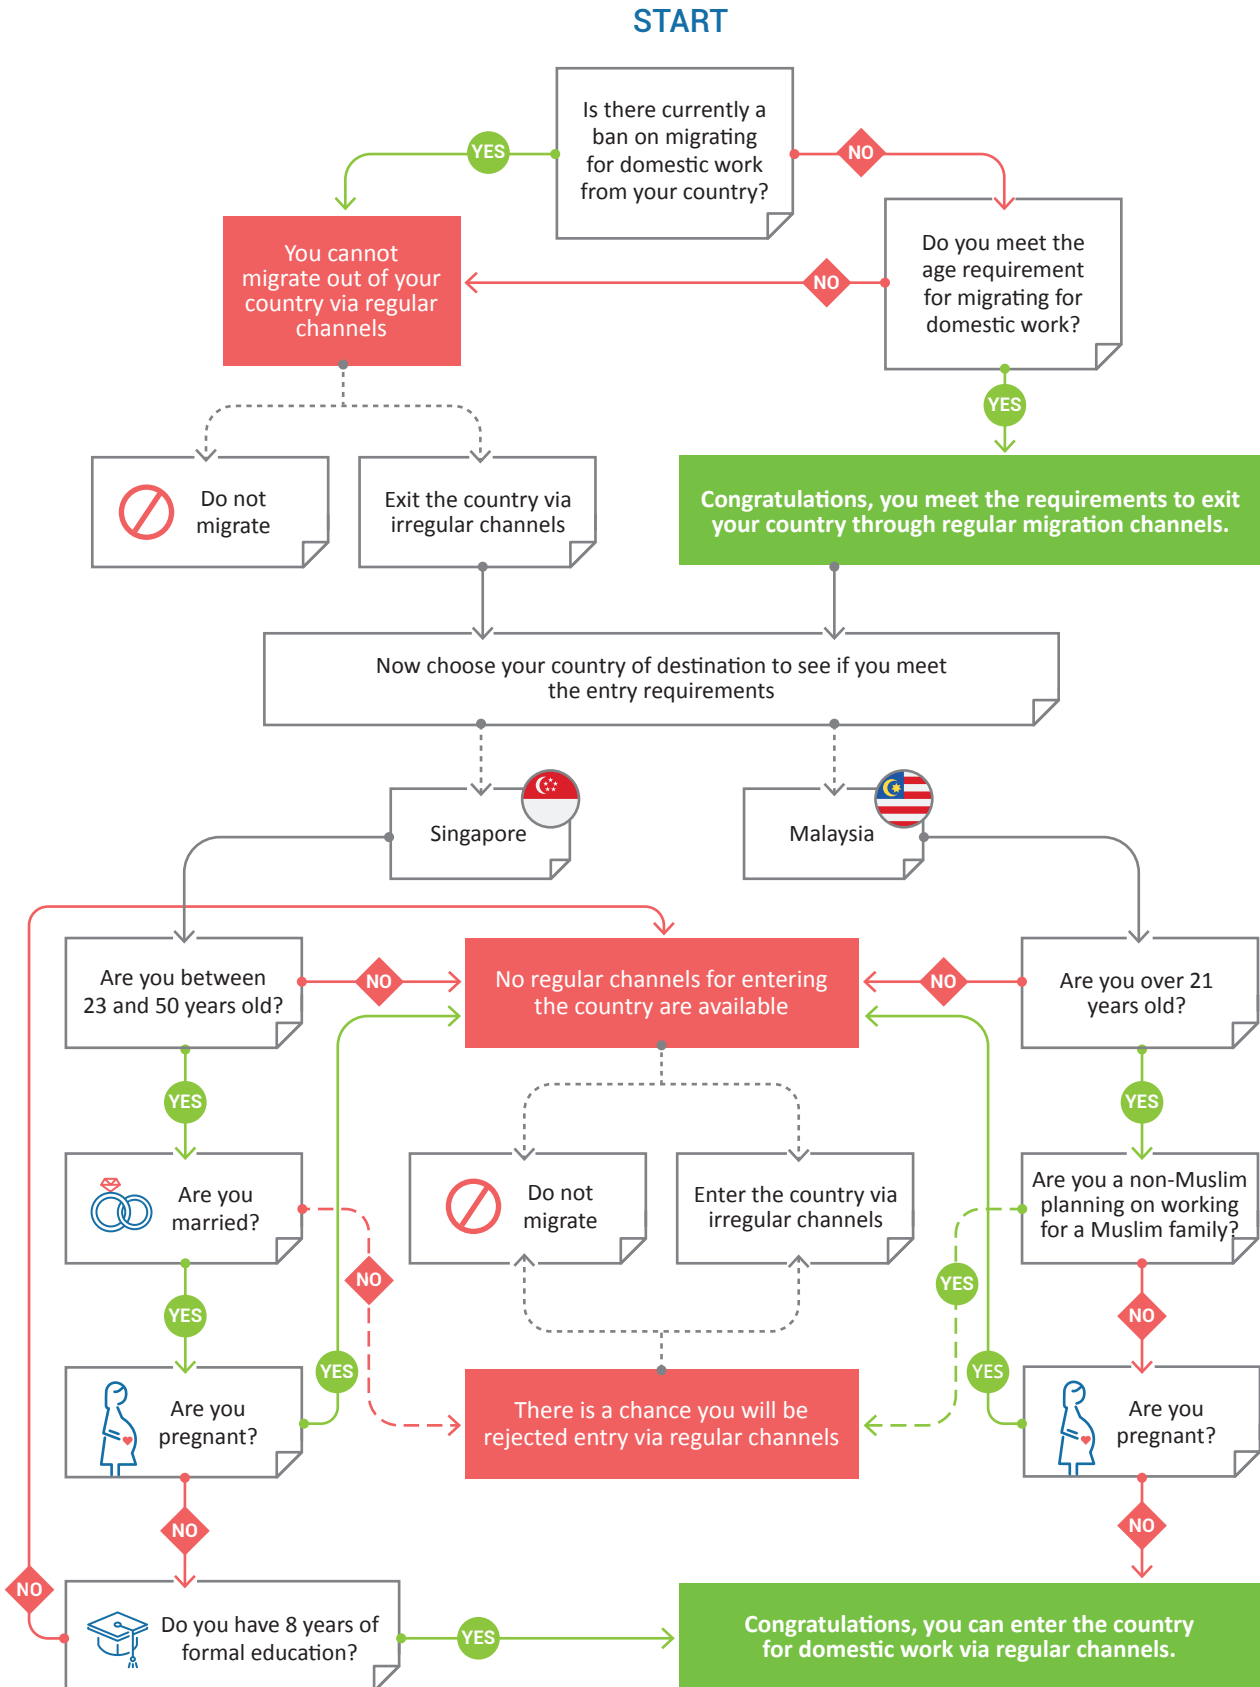 START
Is there currently a
ban on migrating
for domestic work
from your country?
YES
NO
You cannot
migrate out of your
country via regular
channels
NO
Do you meet the
age requirement
for migrating for
domestic work?
YES
Do not
migrate
Exit the country via
irregular channels
Congratulations, you meet the requirements to exit
your country through regular migration channels.
Now choose your country of destination to see if you meet
the entry requirements
Singapore
Malaysia
Are you between
23 and 50 years old?
NO
No regular channels for entering
the country are available
NO
Are you over 21
years old?
YES
YES
Are you
married?
Do not
migrate
Enter the country via
irregular channels
Are you a non-Muslim
planning on working
for a Muslim family?
NO
YES
YES
NO
YES
YES
Are you
pregnant?
There is a chance you will be
rejected entry via regular channels
Are you
pregnant?
NO
NO
NO
Do you have 8 years of
formal education?
YES
Congratulations, you can enter the country
for domestic work via regular channels.